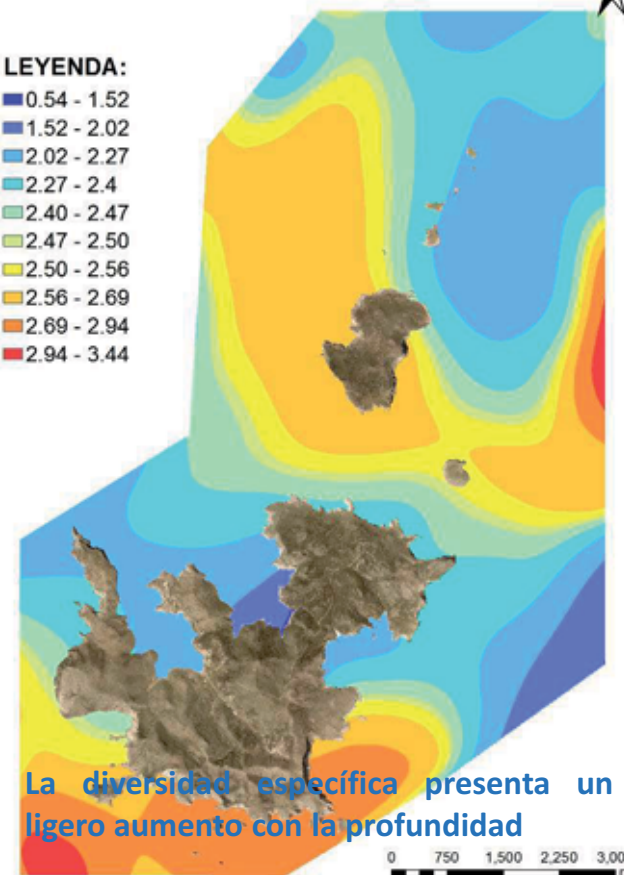 LEYENDA:
0.54 - 1.52
1.52 - 2.02
2.02 - 2.27
2.27 - 2.4
2.40 - 2.47
2.47 - 2.50
2.50 - 2.56
2.56 - 2.69
2.69 - 2.94
2.94 - 3.44
La diversidad específica presenta un
ligero aumento con la profundidad
0 750 1,500 2,250 3,00